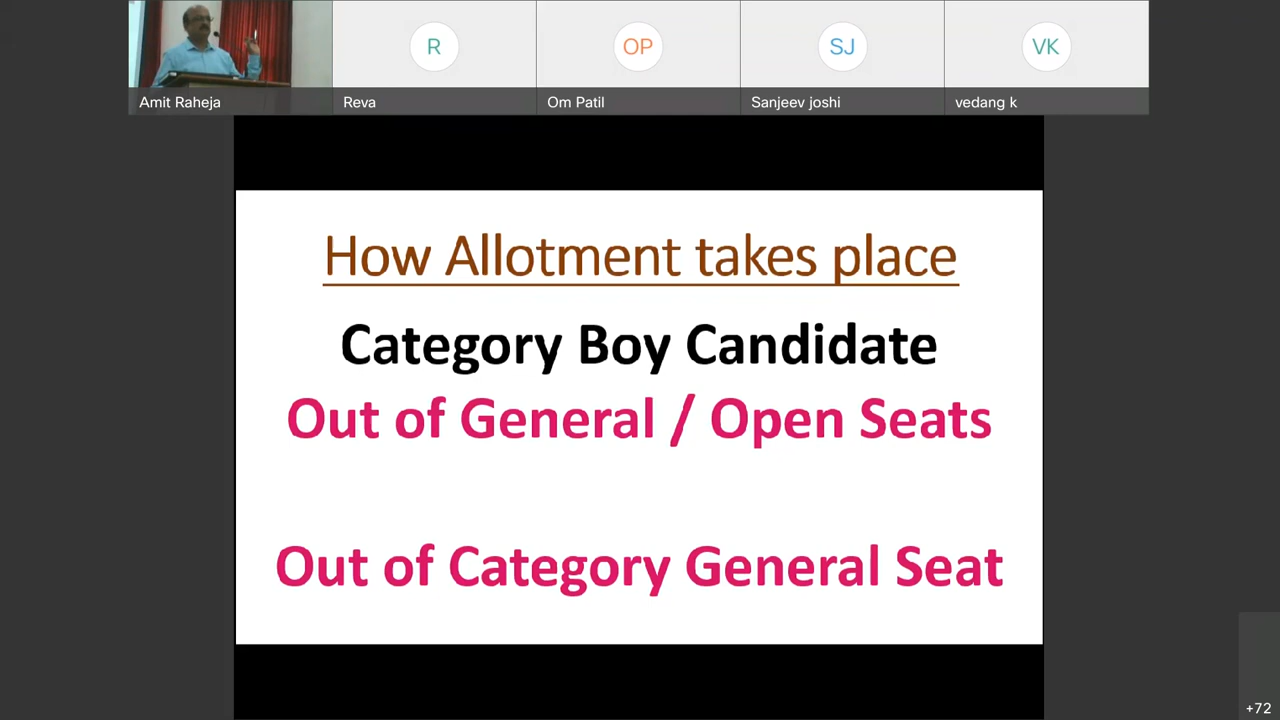 R
OP
SJ
VK
Amit Raheja
Reva
Om Patil
Sanjeev joshi
vedang k
How Allotment takes place
Category Boy Candidate
Out of General / Open Seats
Out of Category General Seat
+72